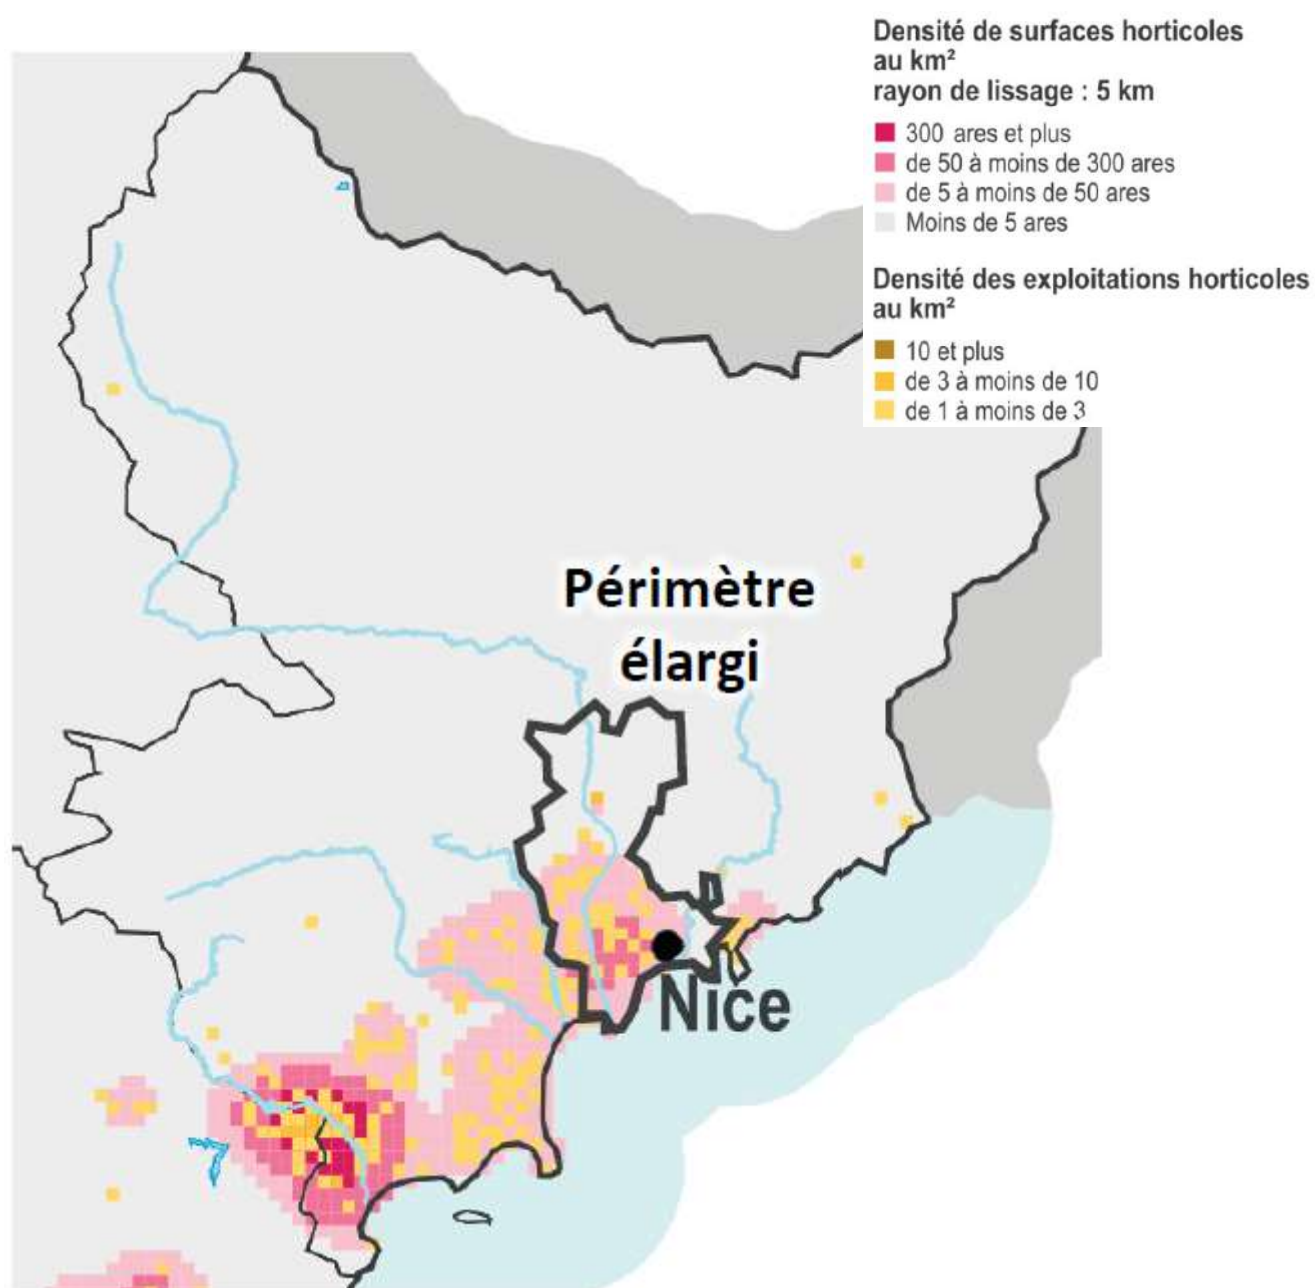 Densité de surfaces horticoles
au km²
rayon de lissage : 5 km
300 ares et plus
de 50 à moins de 300 ares
de 5 à moins de 50 ares
Moins de 5 ares
Densité des exploitations horticoles
au km²
10 et plus
de 3 à moins de 10
de 1 à moins de 3
Périmètre
élargi
Nice